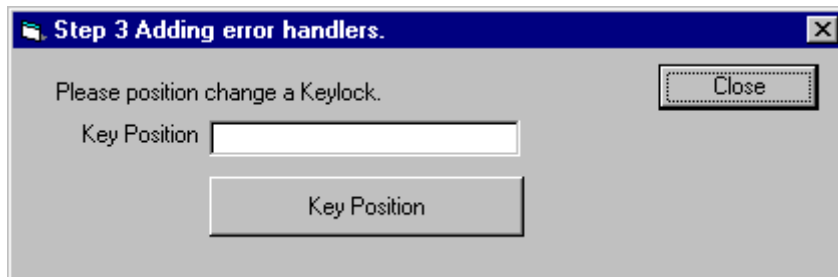 Step 3 Adding error handlers.
Please position change a Keylock.
Close
Key Position
Key Position